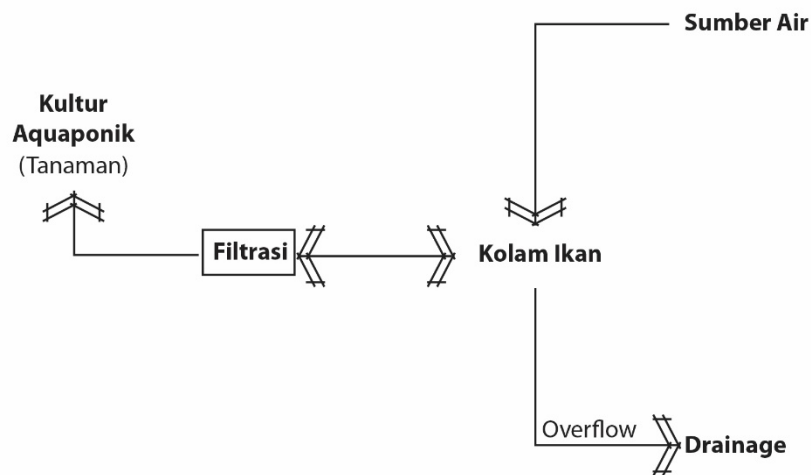 Sumber Air
Kultur
Aquaponik
(Tanaman)
Filtrasi
Kolam Ikan
Overflow
Drainage